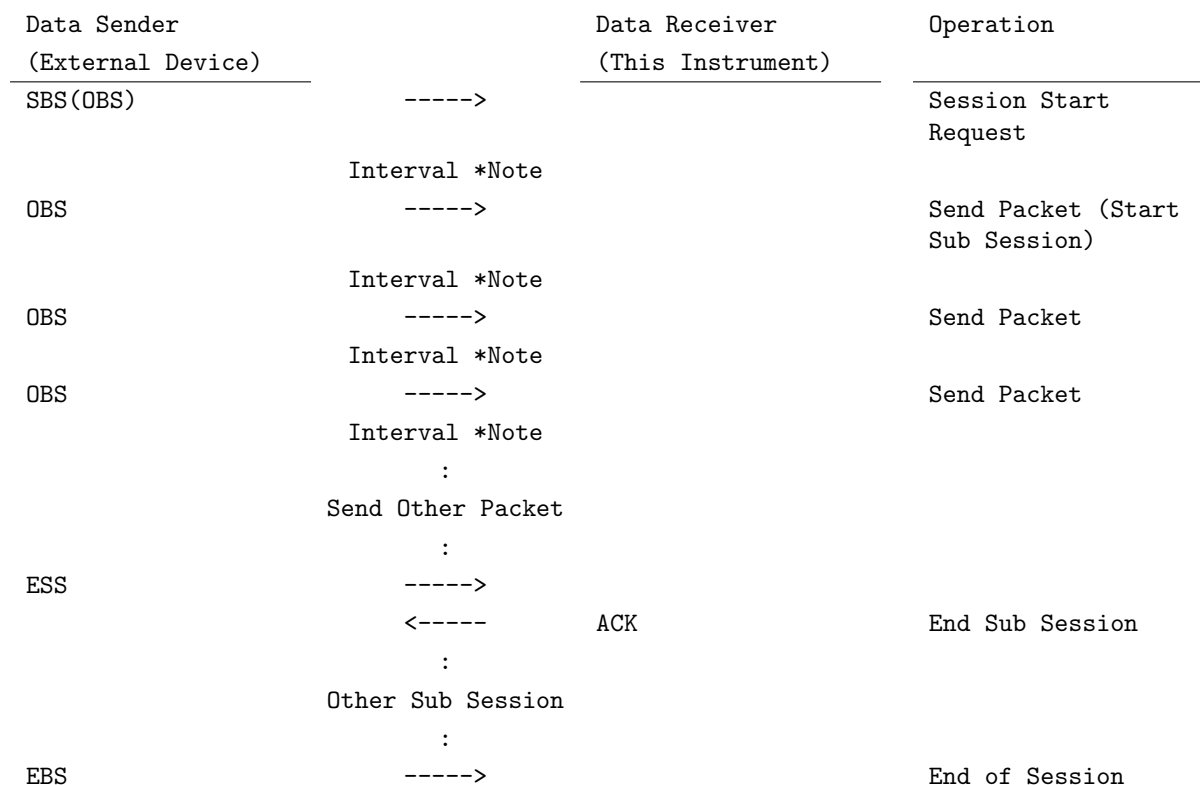 Data Sender Data Receiver Operation
(External Device) (This Instrument)
SBS(OBS) -----> Session Start
Request
Interval *Note
OBS -----> Send Packet (Start
Sub Session)
Interval *Note
OBS -----> Send Packet
Interval *Note
OBS -----> Send Packet
Interval *Note
:
Send Other Packet
:
ESS ----->
<----- ACK End Sub Session
:
Other Sub Session
:
EBS -----> End of Session